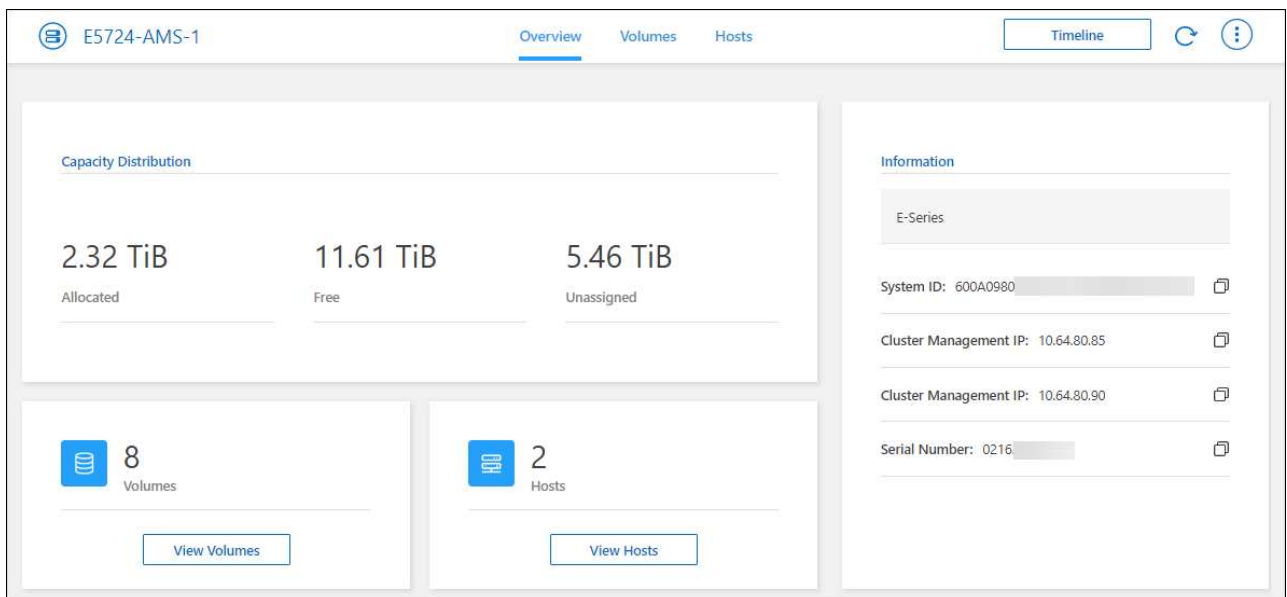 E5724-AMS-1
Overview
Volumes
Hosts
Timeline
Capacity Distribution
2.32 TiB
11.61 TiB
5.46 TiB
Allocated
Free
Unassigned
8
Volumes
View Volumes
2
Hosts
View Hosts
Information
E-Series
System ID: 600A0980
Cluster Management IP: 10.64.80.85
Cluster Management IP: 10.64.80.90
Serial Number: 0216